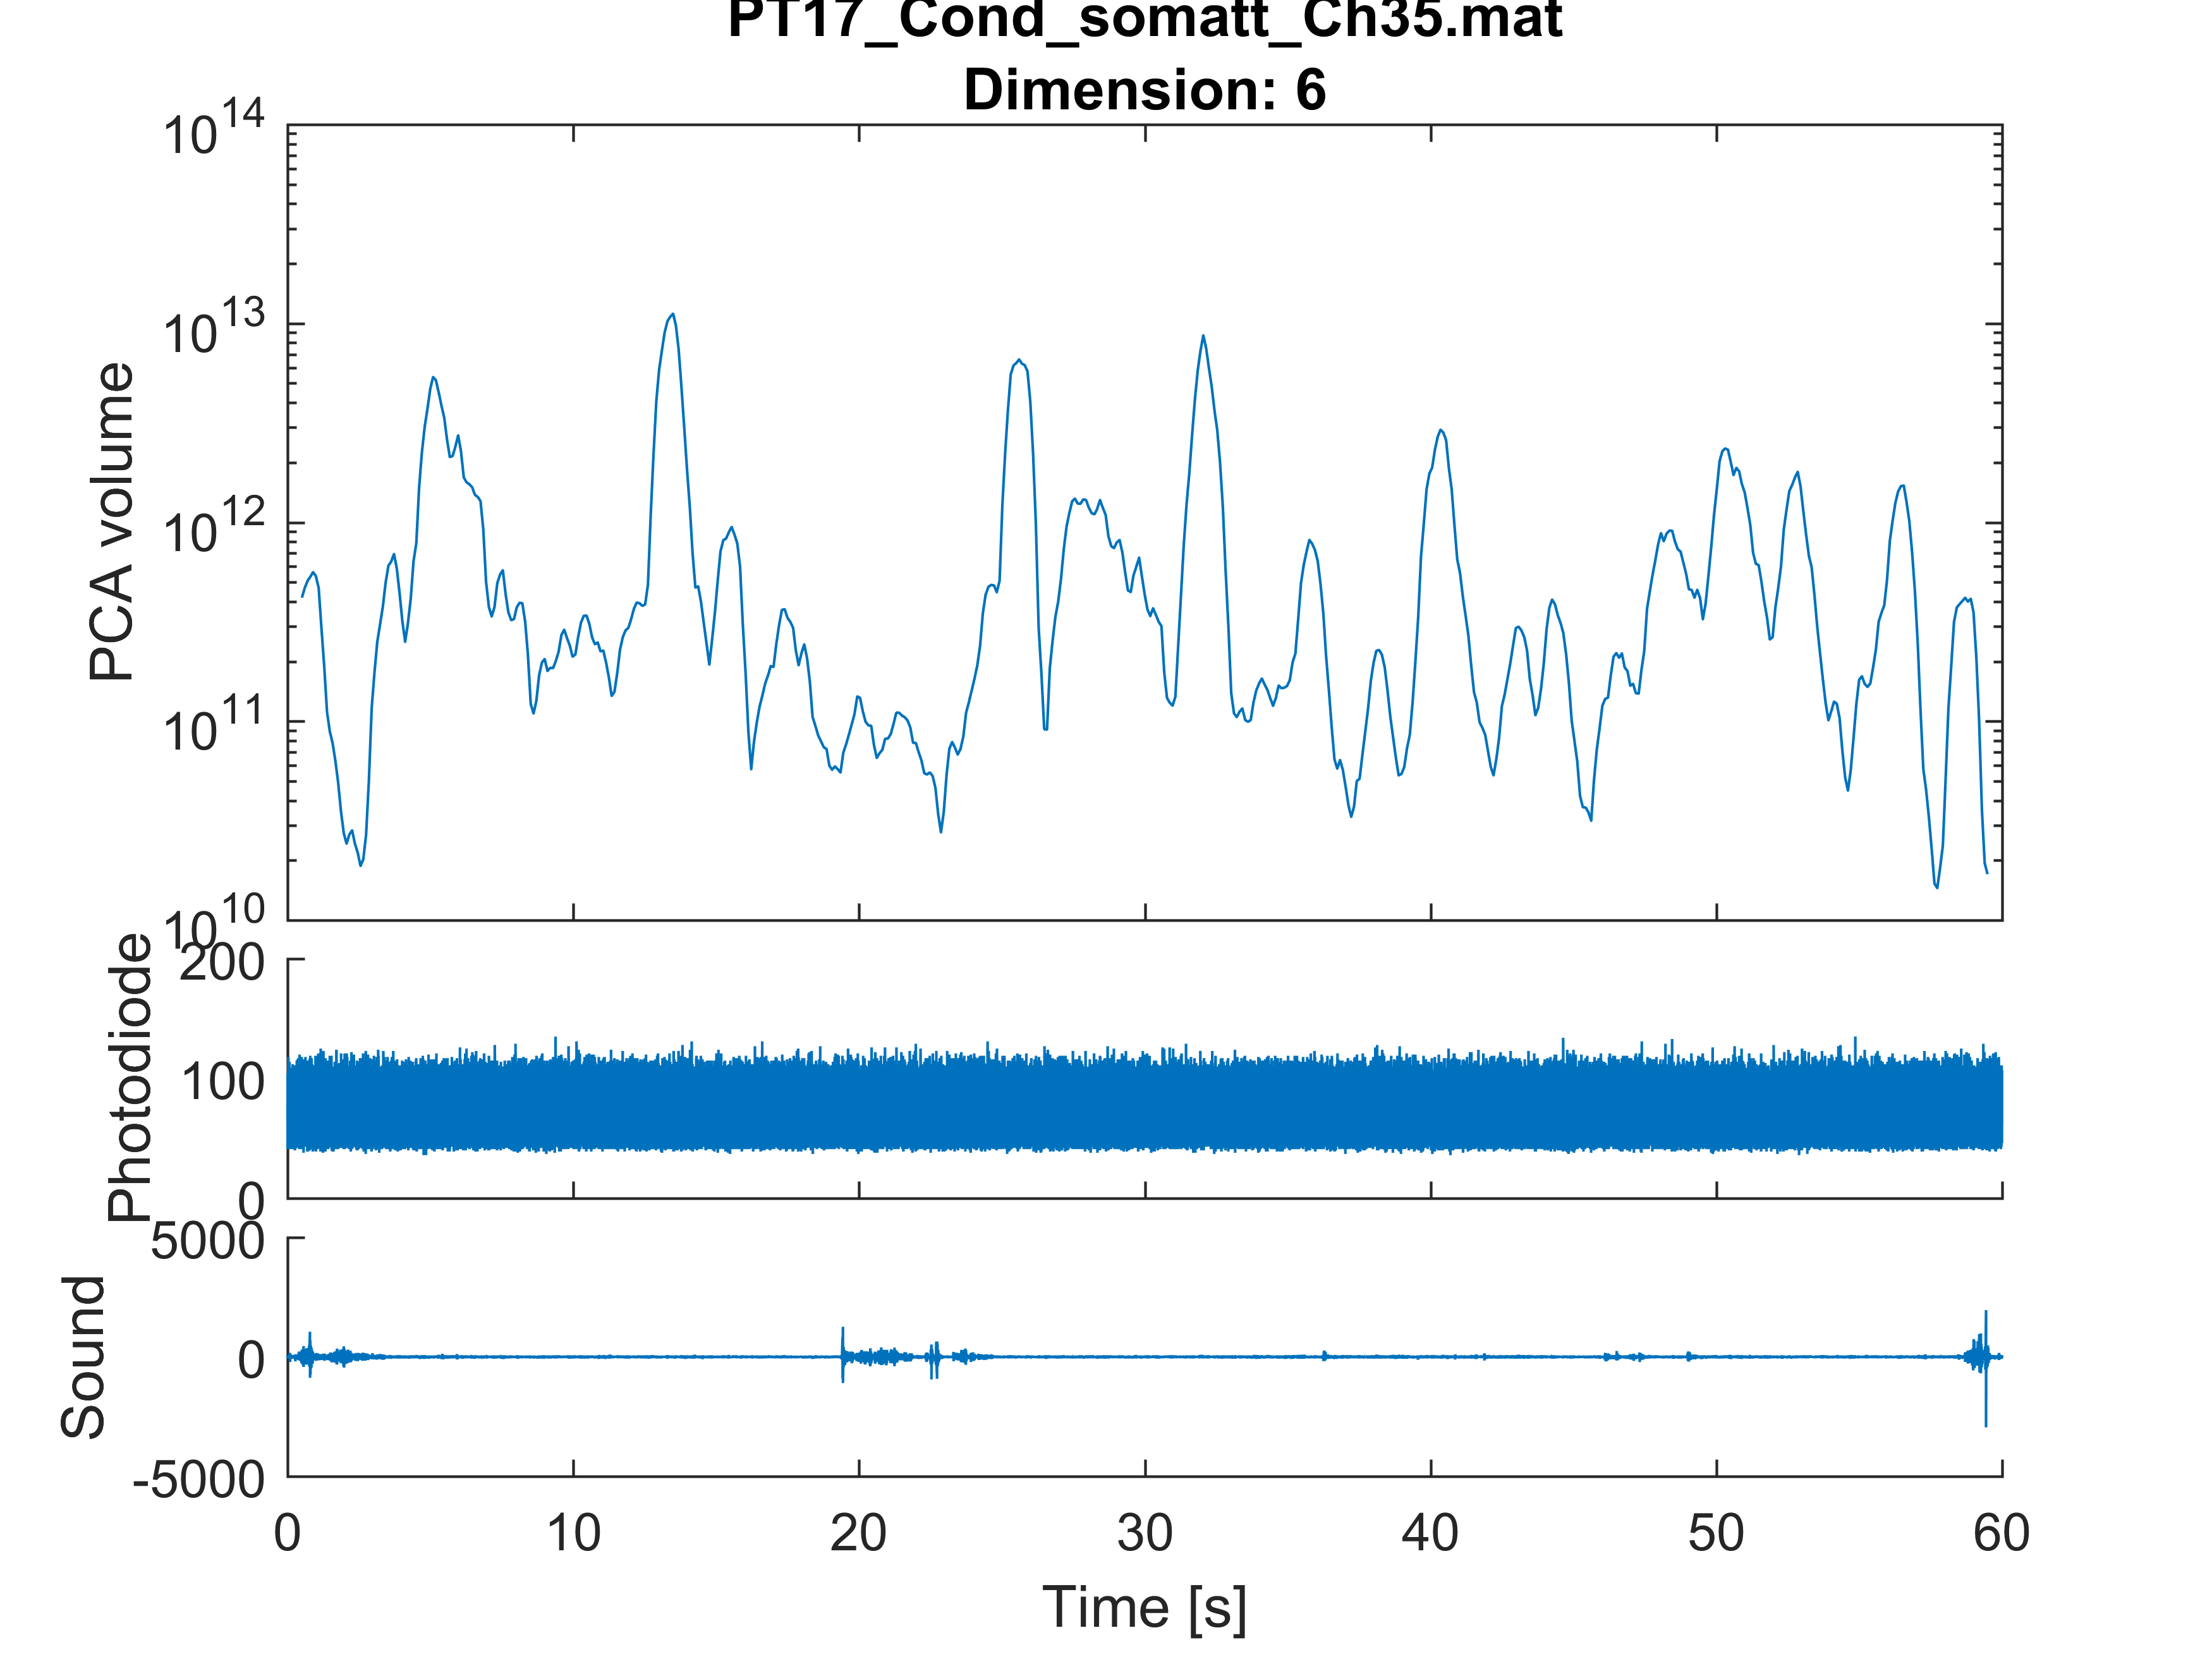 PT17_Cond_somatt_Ch35.mat
Dimension: 6
10^14
10^13
10^12
10^11
10^10
PCA volume
200
100
0
Photodiode
5000
0
-5000
Sound
0 10 20 30 40 50 60
Time [s]